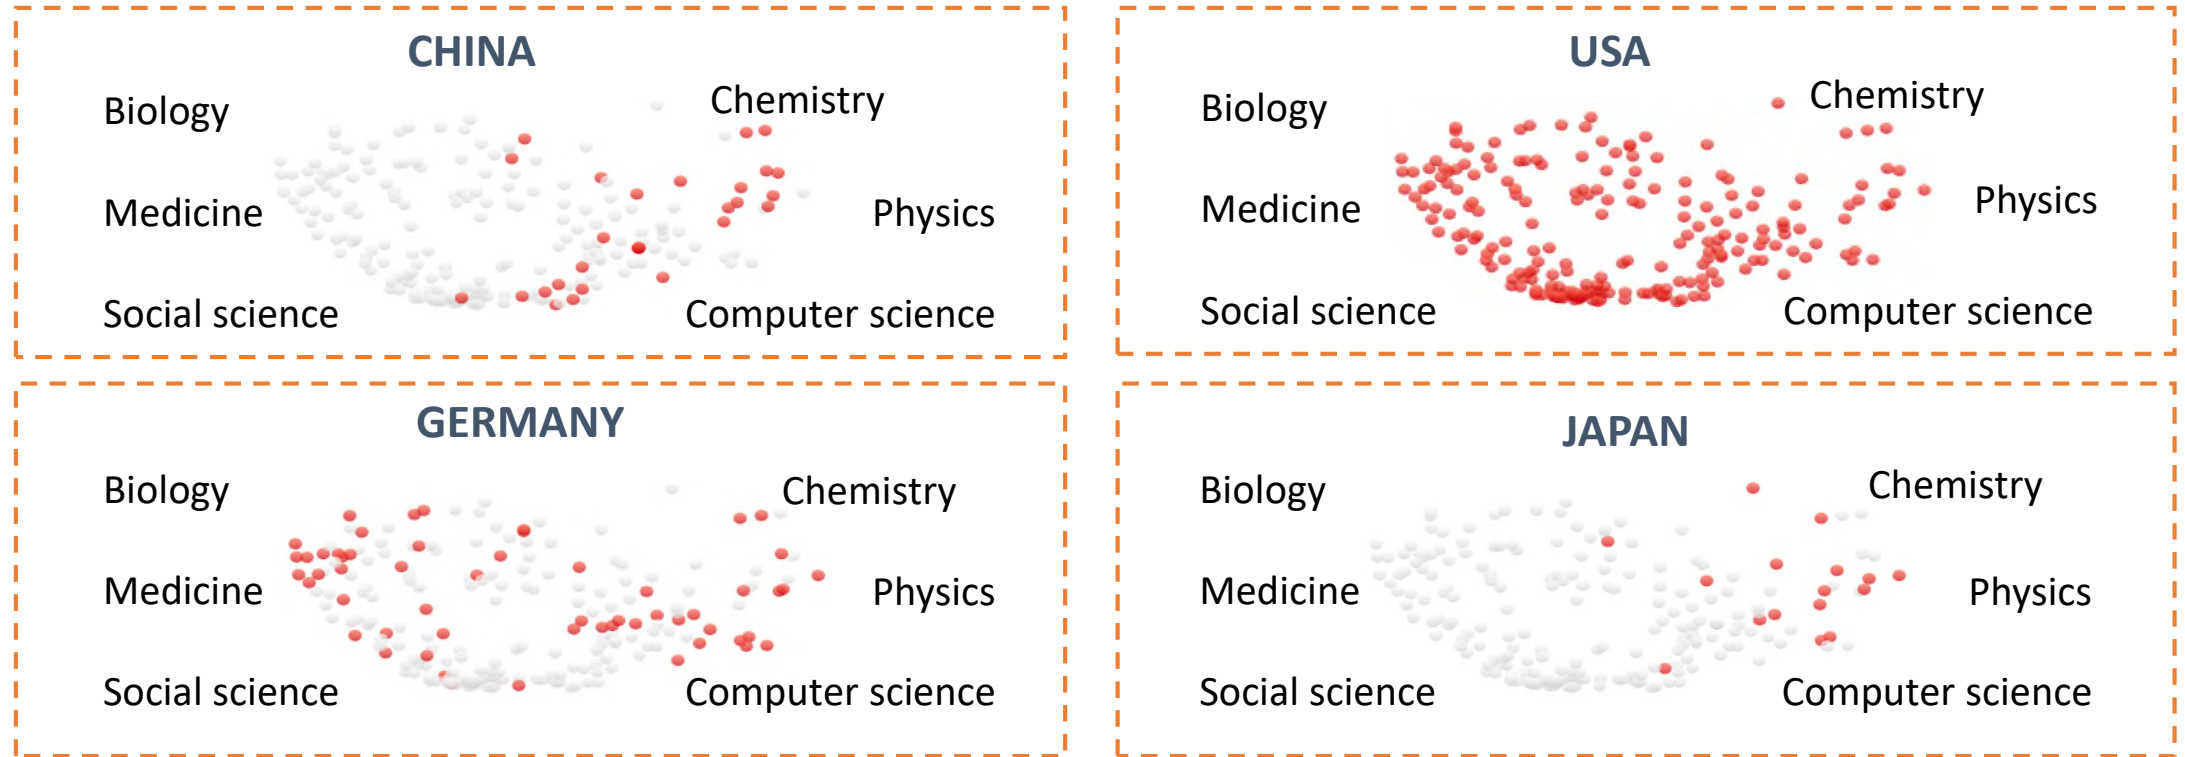 CHINA
Biology
Chemistry
Medicine
Physics
Social science
Computer science
USA
Biology
Chemistry
Medicine
Physics
Social science
Computer science
GERMANY
Biology
Chemistry
Medicine
Physics
Social science
Computer science
JAPAN
Biology
Chemistry
Medicine
Physics
Social science
Computer science